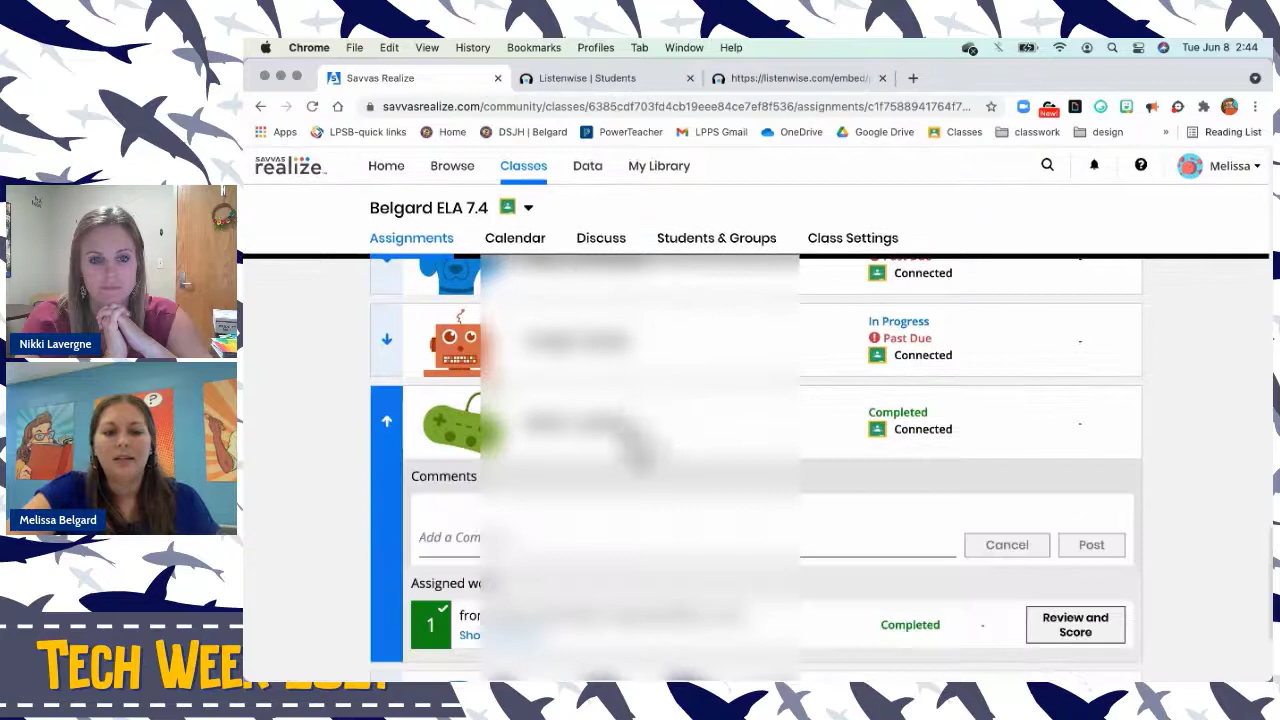 Chrome File Edit View History Bookmarks Profiles Tab Window Help Tue Jun 8 2:44
Savvas Realize Listenwise | Students https://listenwise.com/embed/
savvasrealize.com/community/classes/6385cdf703fd4cb19eee84ce7ef8f536/assignments/c1f7588941764f7... New!
Apps LPSB-quick links Home DSJH | Belgard PowerTeacher LPPS Gmail OneDrive Google Drive Classes classwork design » Reading List
SAVVAS
realize Home Browse Classes Data My Library Melissa
Belgard ELA 7.4
Assignments Calendar Discuss Students & Groups Class Settings
Connected
In Progress
Past Due
Connected
Completed
Connected
Comments
Add a Com
Cancel Post
Assigned wo
1 from Completed - Review and Score
Sho
Nikki Lavergne
Melissa Belgard
TECH WEEK